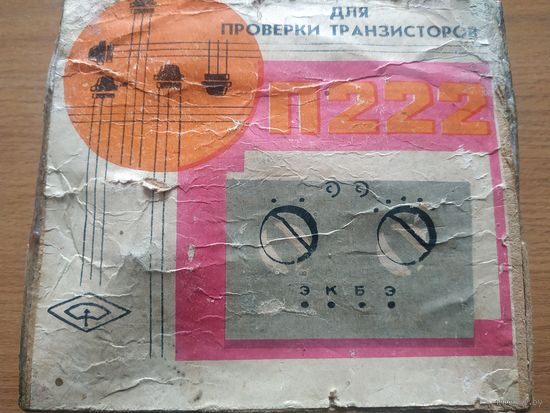 ДЛЯ
ПРОВЕРКИ ТРАНЗИСТОРОВ
П222
Э К Б Э